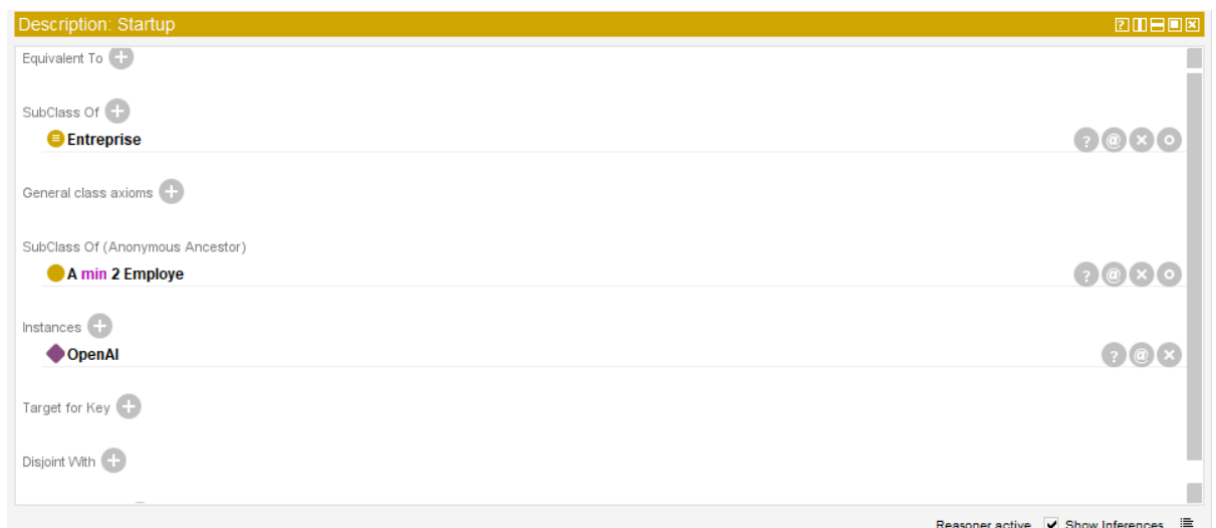 Description: Startup
Equivalent To
SubClass Of
Entreprise
General class axioms
SubClass Of (Anonymous Ancestor)
A min 2 Employe
Instances
OpenAI
Target for Key
Disjoint With
Reasoner active Show Inferences